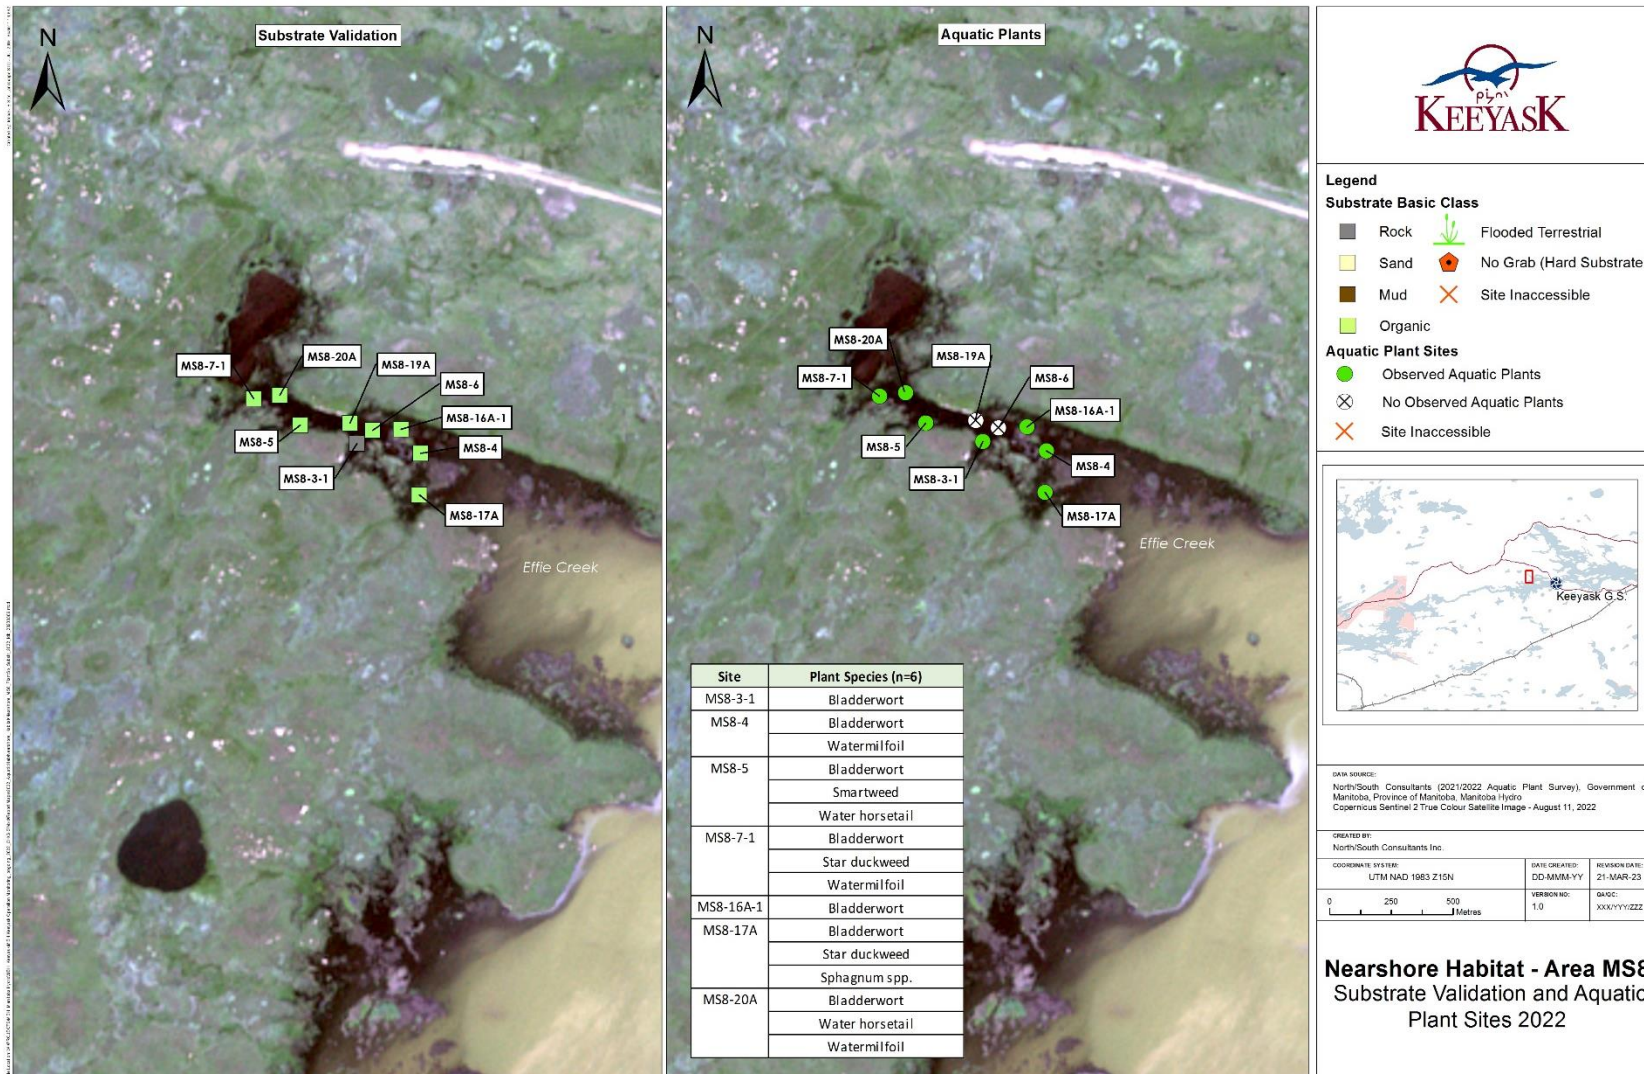 Substrate Validation
N
MS8-7-1
MS8-20A
MS8-19A
MS8-6
MS8-16A-1
MS8-5
MS8-4
MS8-3-1
MS8-17A
Effie Creek
Aquatic Plants
N
MS8-20A
MS8-19A
MS8-7-1
MS8-6
MS8-16A-1
MS8-5
MS8-4
MS8-3-1
MS8-17A
Effie Creek
Site Plant Species (n=6)
MS8-3-1 Bladderwort
MS8-4 Bladderwort
Watermilfoil
MS8-5 Bladderwort
Smartweed
Water horsetail
MS8-7-1 Bladderwort
Star duckweed
Watermilfoil
MS8-16A-1 Bladderwort
MS8-17A Bladderwort
Star duckweed
Sphagnum spp.
MS8-20A Bladderwort
Water horsetail
Watermilfoil
KEEYASK
Legend
Substrate Basic Class
Rock Flooded Terrestrial
Sand No Grab (Hard Substrate
Mud Site Inaccessible
Organic
Aquatic Plant Sites
Observed Aquatic Plants
No Observed Aquatic Plants
Site Inaccessible
Keeyask G.S.
DATA SOURCE:
North/South Consultants (2021/2022 Aquatic Plant Survey), Government
Manitoba, Province of Manitoba, Manitoba Hydro
Copernicus Sentinel 2 True Colour Satellite Image - August 11, 2022
CREATED BY:
North/South Consultants Inc.
COORDINATE SYSTEM: DATE CREATED: REVISION DATE:
UTM NAD 1983 Z15N DD-MMM-YY 21-MAR-23
0 250 500 VERSION NO: QA/QC:
Metres 1.0 XXX/YYY/ZZZ
Nearshore Habitat - Area MS8
Substrate Validation and Aquatic
Plant Sites 2022